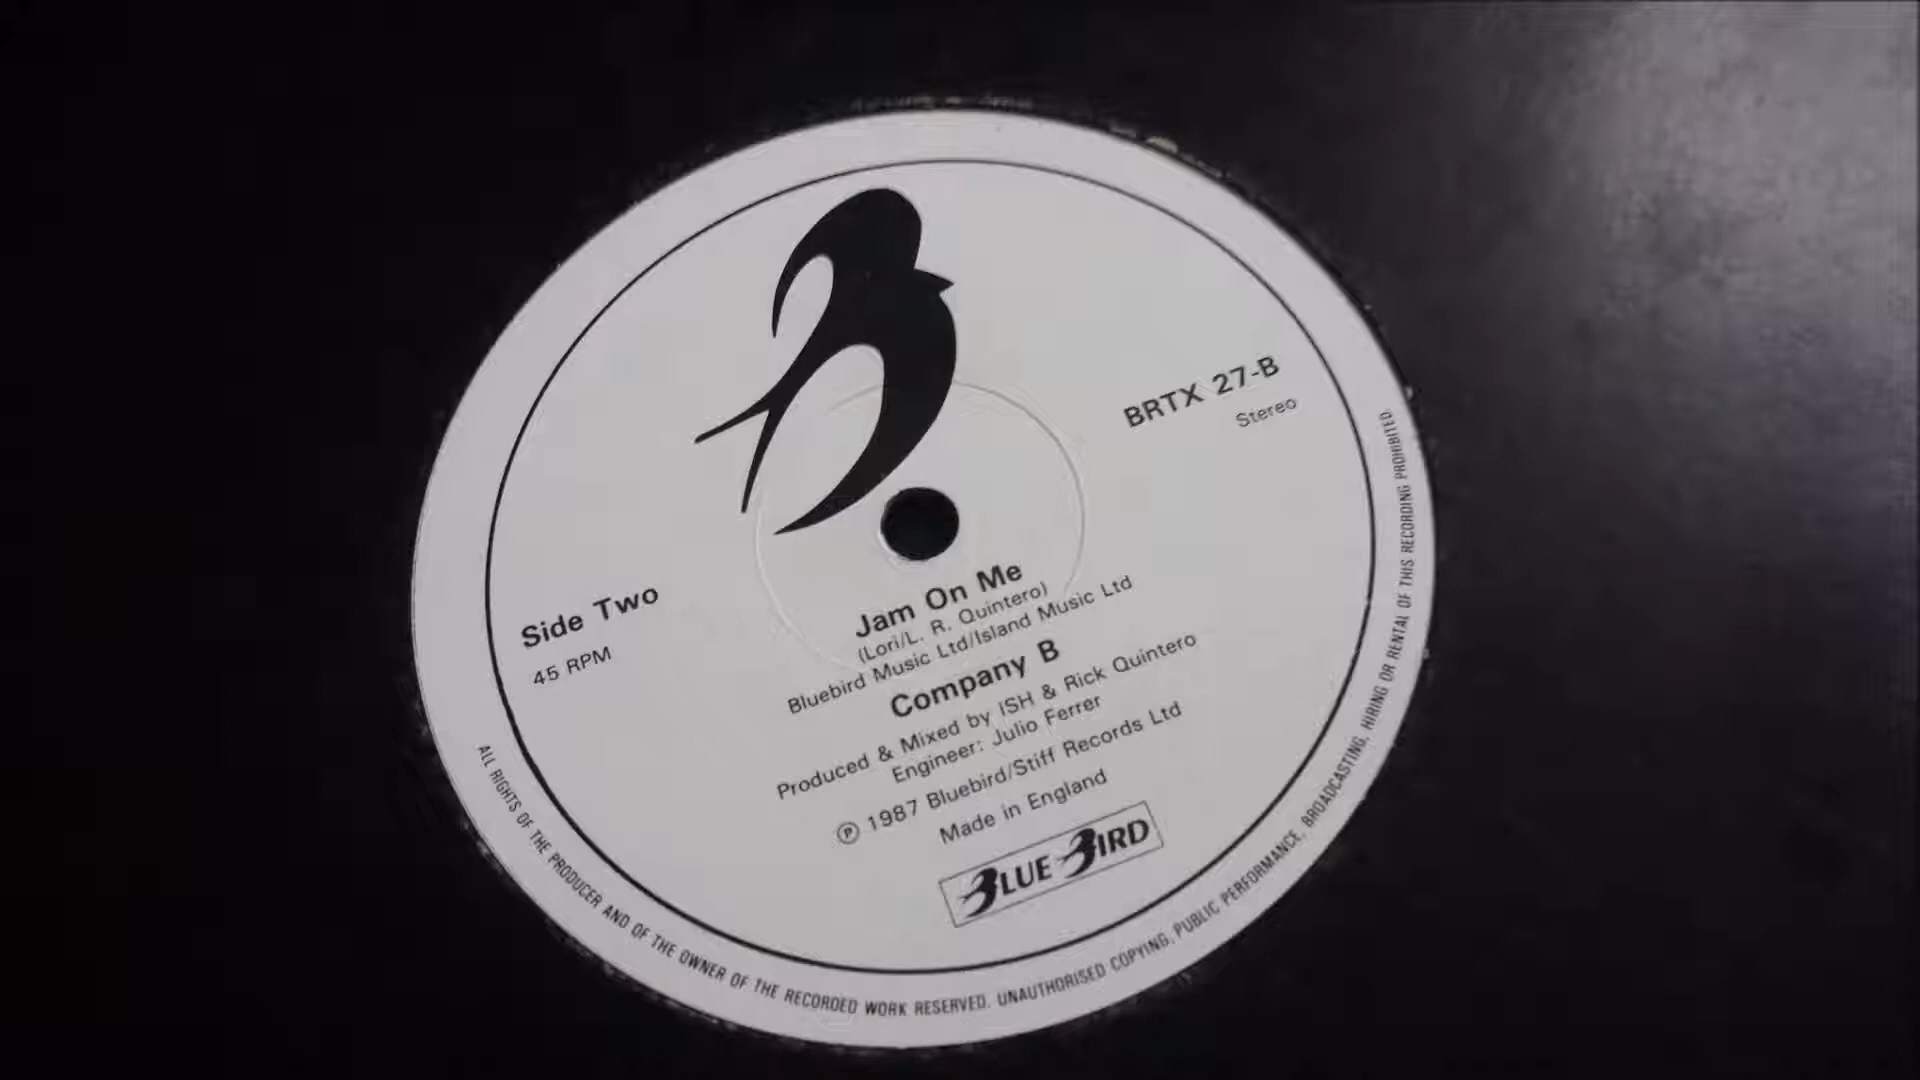 BRTX 27-B
Stereo
Side Two
45 RPM
Jam On Me
(Lori/L. R. Quintero)
Bluebird Music Ltd/Island Music Ltd
Company B
Produced & Mixed by ISH & Rick Quintero
Engineer: Julio Ferrer
℗ 1987 Bluebird/Stiff Records Ltd
Made in England
BLUE BIRD
ALL RIGHTS OF THE PRODUCER AND OF THE OWNER OF THE RECORDED WORK RESERVED. UNAUTHORISED COPYING, PUBLIC PERFORMANCE, BROADCASTING, HIRING OR RENTAL OF THIS RECORDING PROHIBITED